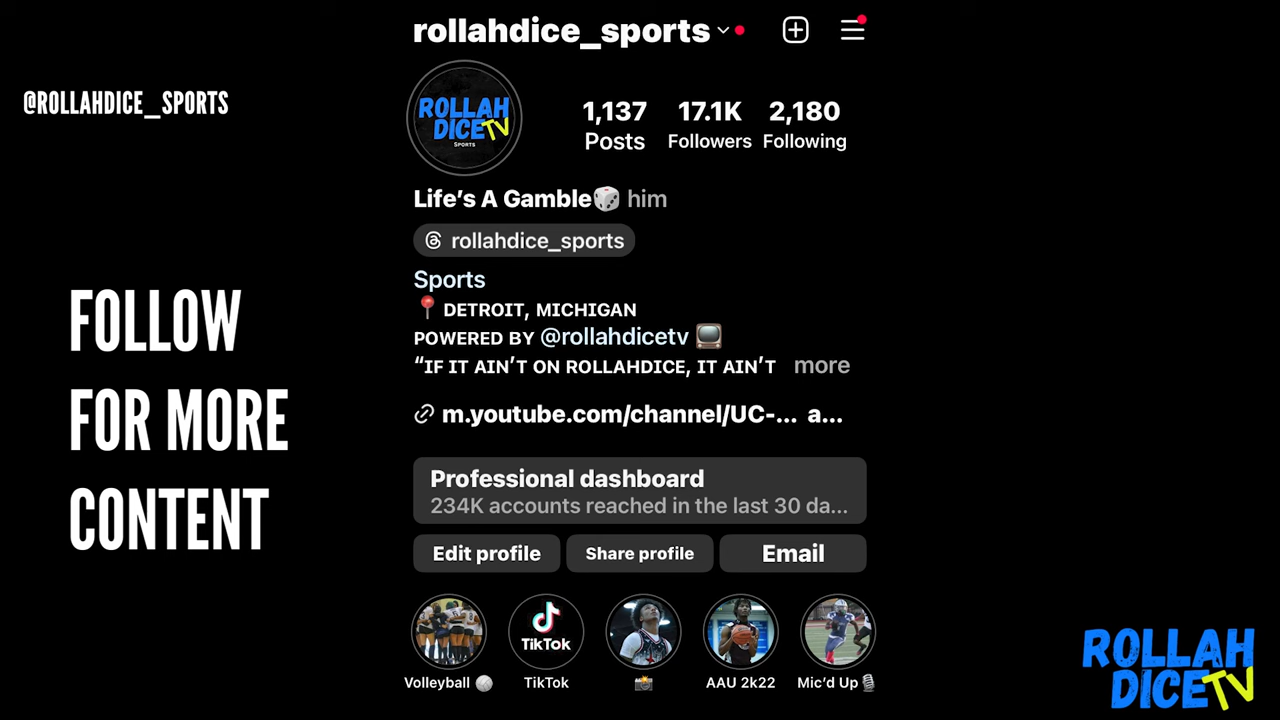 rollahdice_sports
@ROLLAHDICE_SPORTS
ROLLAH
DICE TV
SPORTS
1,137 17.1K 2,180
Posts Followers Following
Life’s A Gamble🎲 him
rollahdice_sports
Sports
📍 DETROIT, MICHIGAN
POWERED BY @rollahdicetv 📺
“IF IT AIN’T ON ROLLAHDICE, IT AIN’T more
m.youtube.com/channel/UC-... a...
FOLLOW
FOR MORE
CONTENT
Professional dashboard
234K accounts reached in the last 30 da...
Edit profile Share profile Email
TikTok
Volleyball 🏐 TikTok 📸 AAU 2k22 Mic’d Up🎙️
ROLLAH
DICE TV